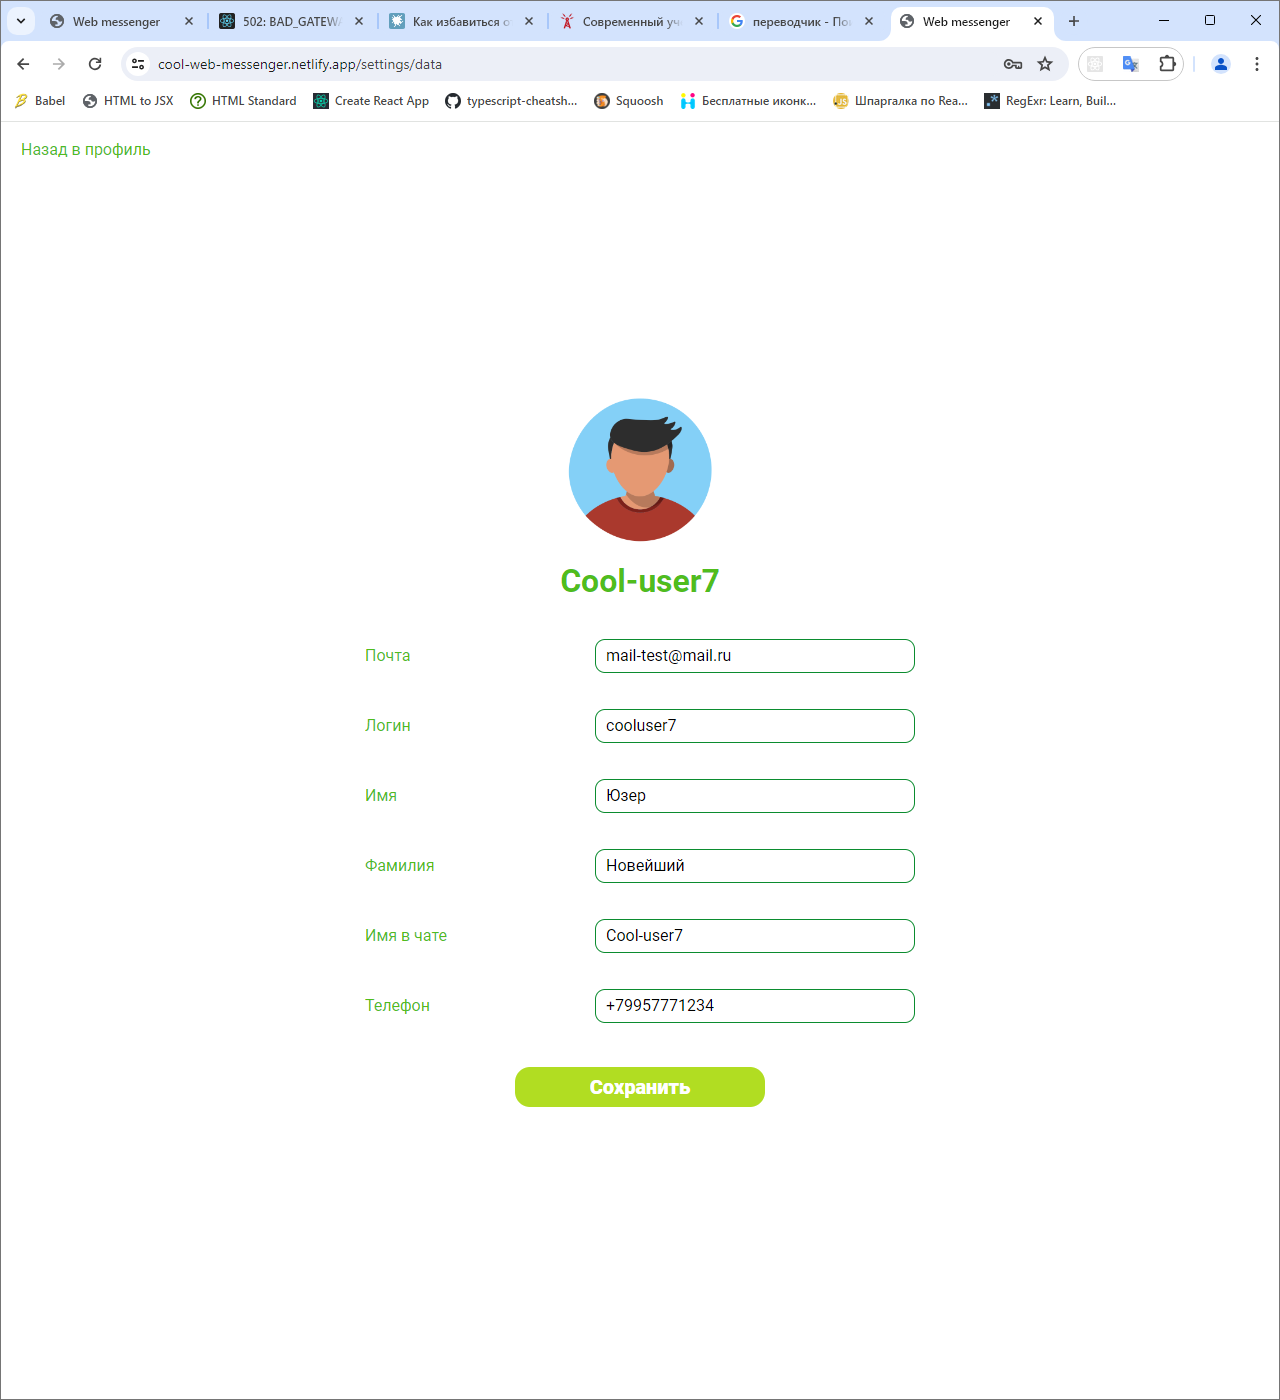 Web messenger
502: BAD_GATEW
Как избавиться о
Современный уч
переводчик - По
Web messenger
cool-web-messenger.netlify.app/settings/data
Babel
HTML to JSX
HTML Standard
Create React App
typescript-cheatsh...
Squoosh
Бесплатные иконк...
Шпаргалка по Rea...
RegExr: Learn, Buil...
Назад в профиль
Cool-user7
Почта
mail-test@mail.ru
Логин
cooluser7
Имя
Юзер
Фамилия
Новейший
Имя в чате
Cool-user7
Телефон
+79957771234
Сохранить